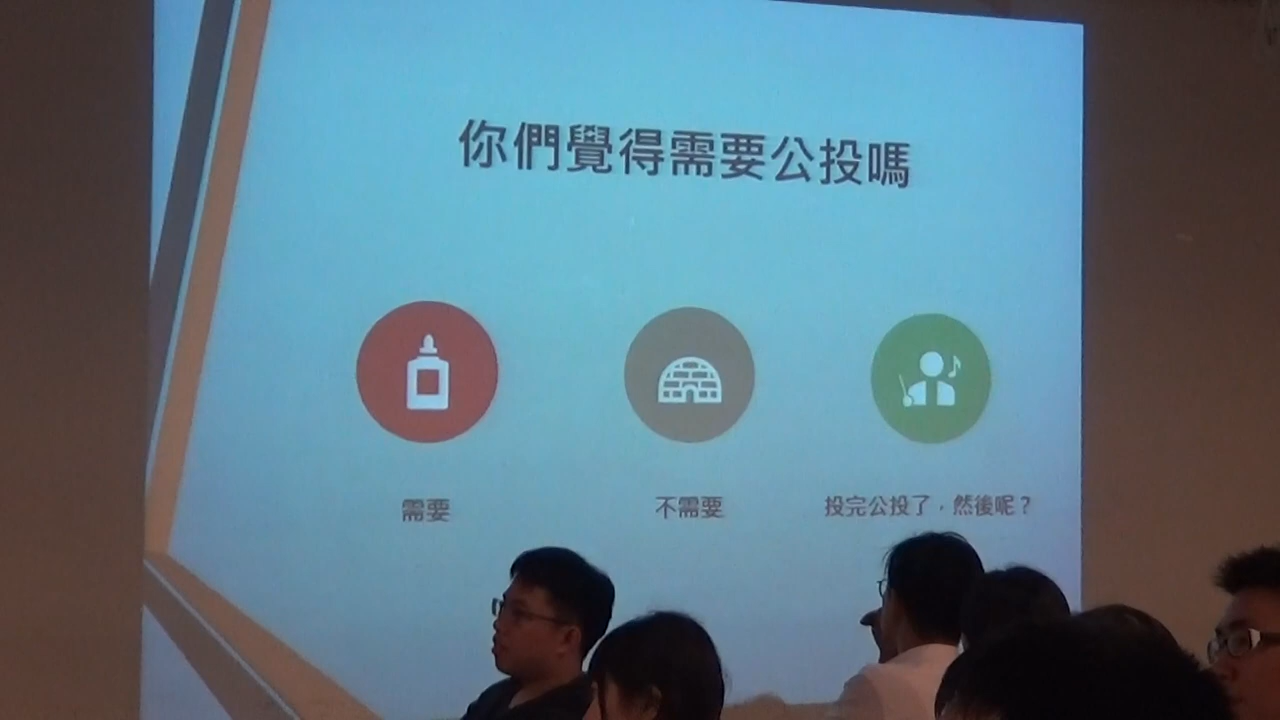 你們覺得需要公投嗎
需要
不需要
投完公投了，然後呢？